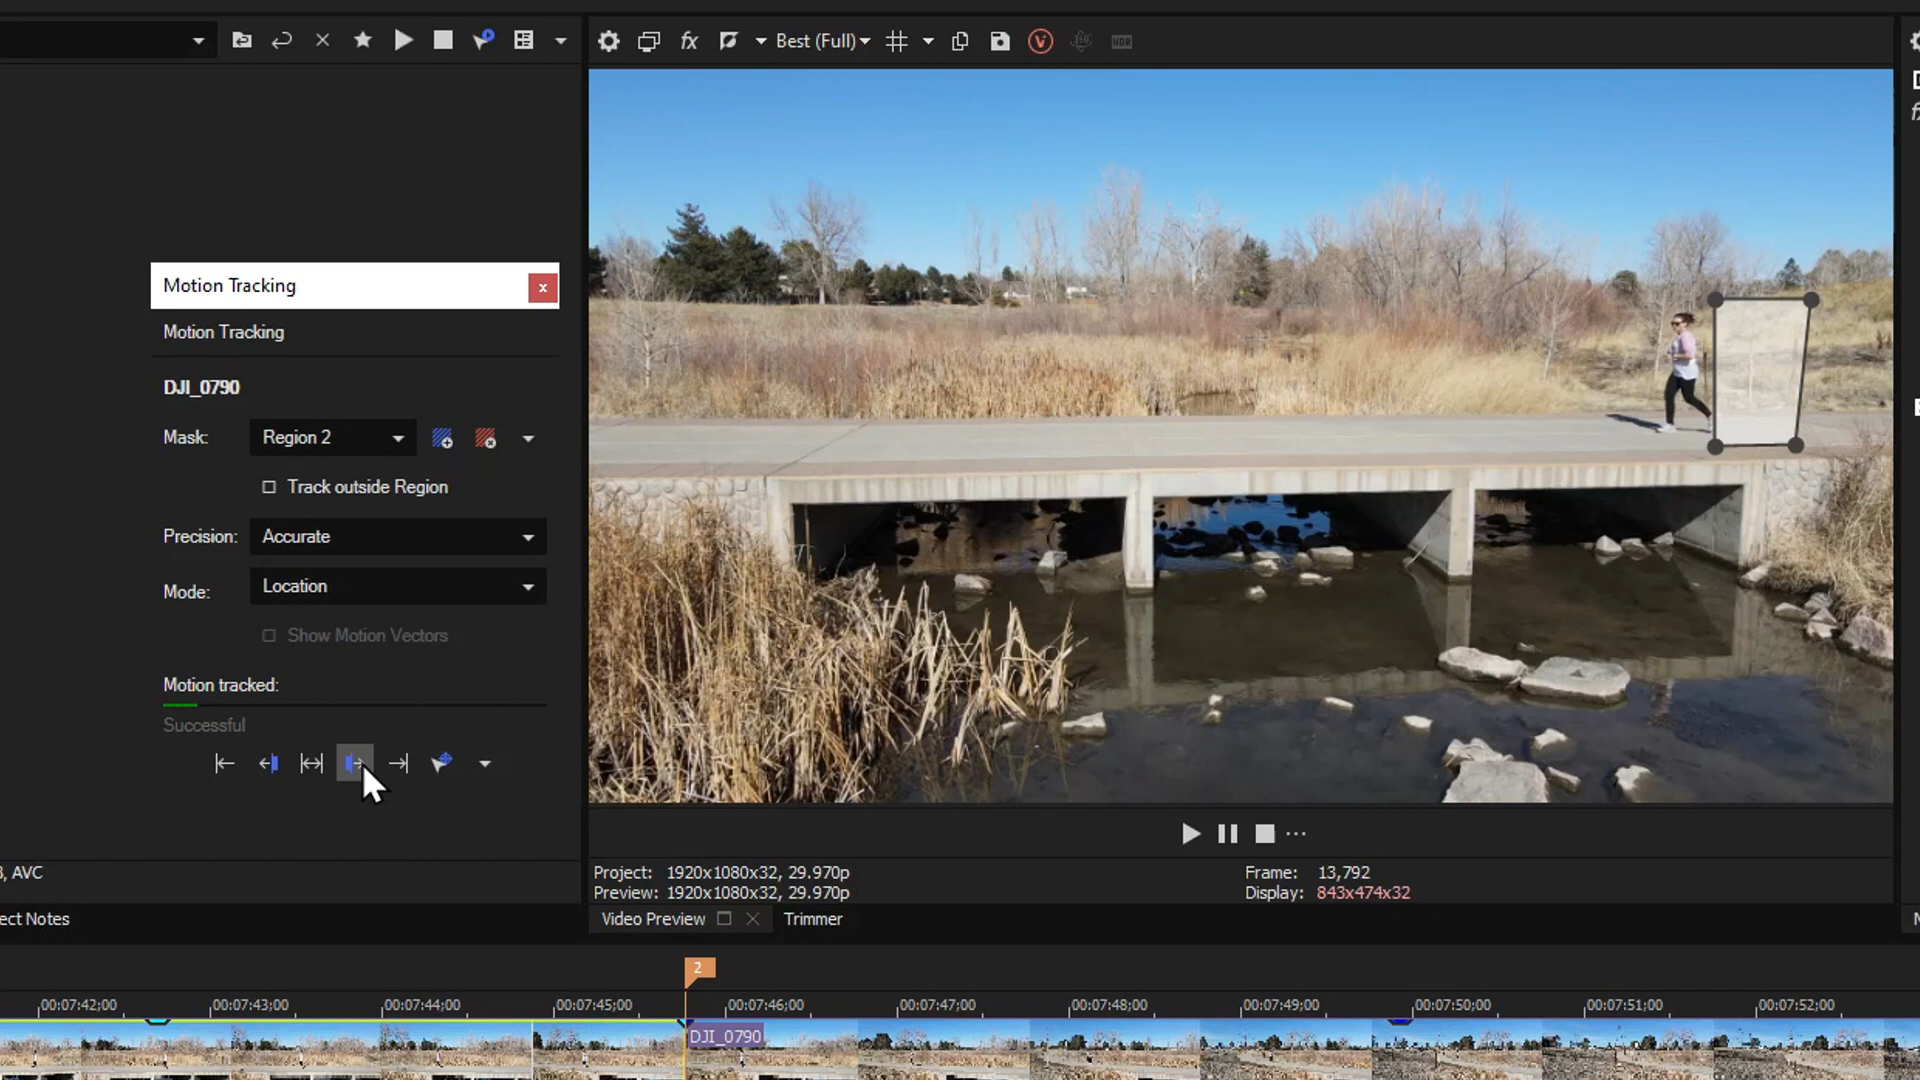 fx
Best (Full)
V
HDR
Motion Tracking
x
Motion Tracking
DJI_0790
Mask:
Region 2
Track outside Region
Precision:
Accurate
Mode:
Location
Show Motion Vectors
Motion tracked:
Successful
, AVC
Project: 1920x1080x32, 29.970p
Preview: 1920x1080x32, 29.970p
Frame: 13,792
Display: 843x474x32
ect Notes
Video Preview
Trimmer
2
00:07:42;00
00:07:43;00
00:07:44;00
00:07:45;00
00:07:46;00
00:07:47;00
00:07:48;00
00:07:49;00
00:07:50;00
00:07:51;00
00:07:52;00
DJI_0790